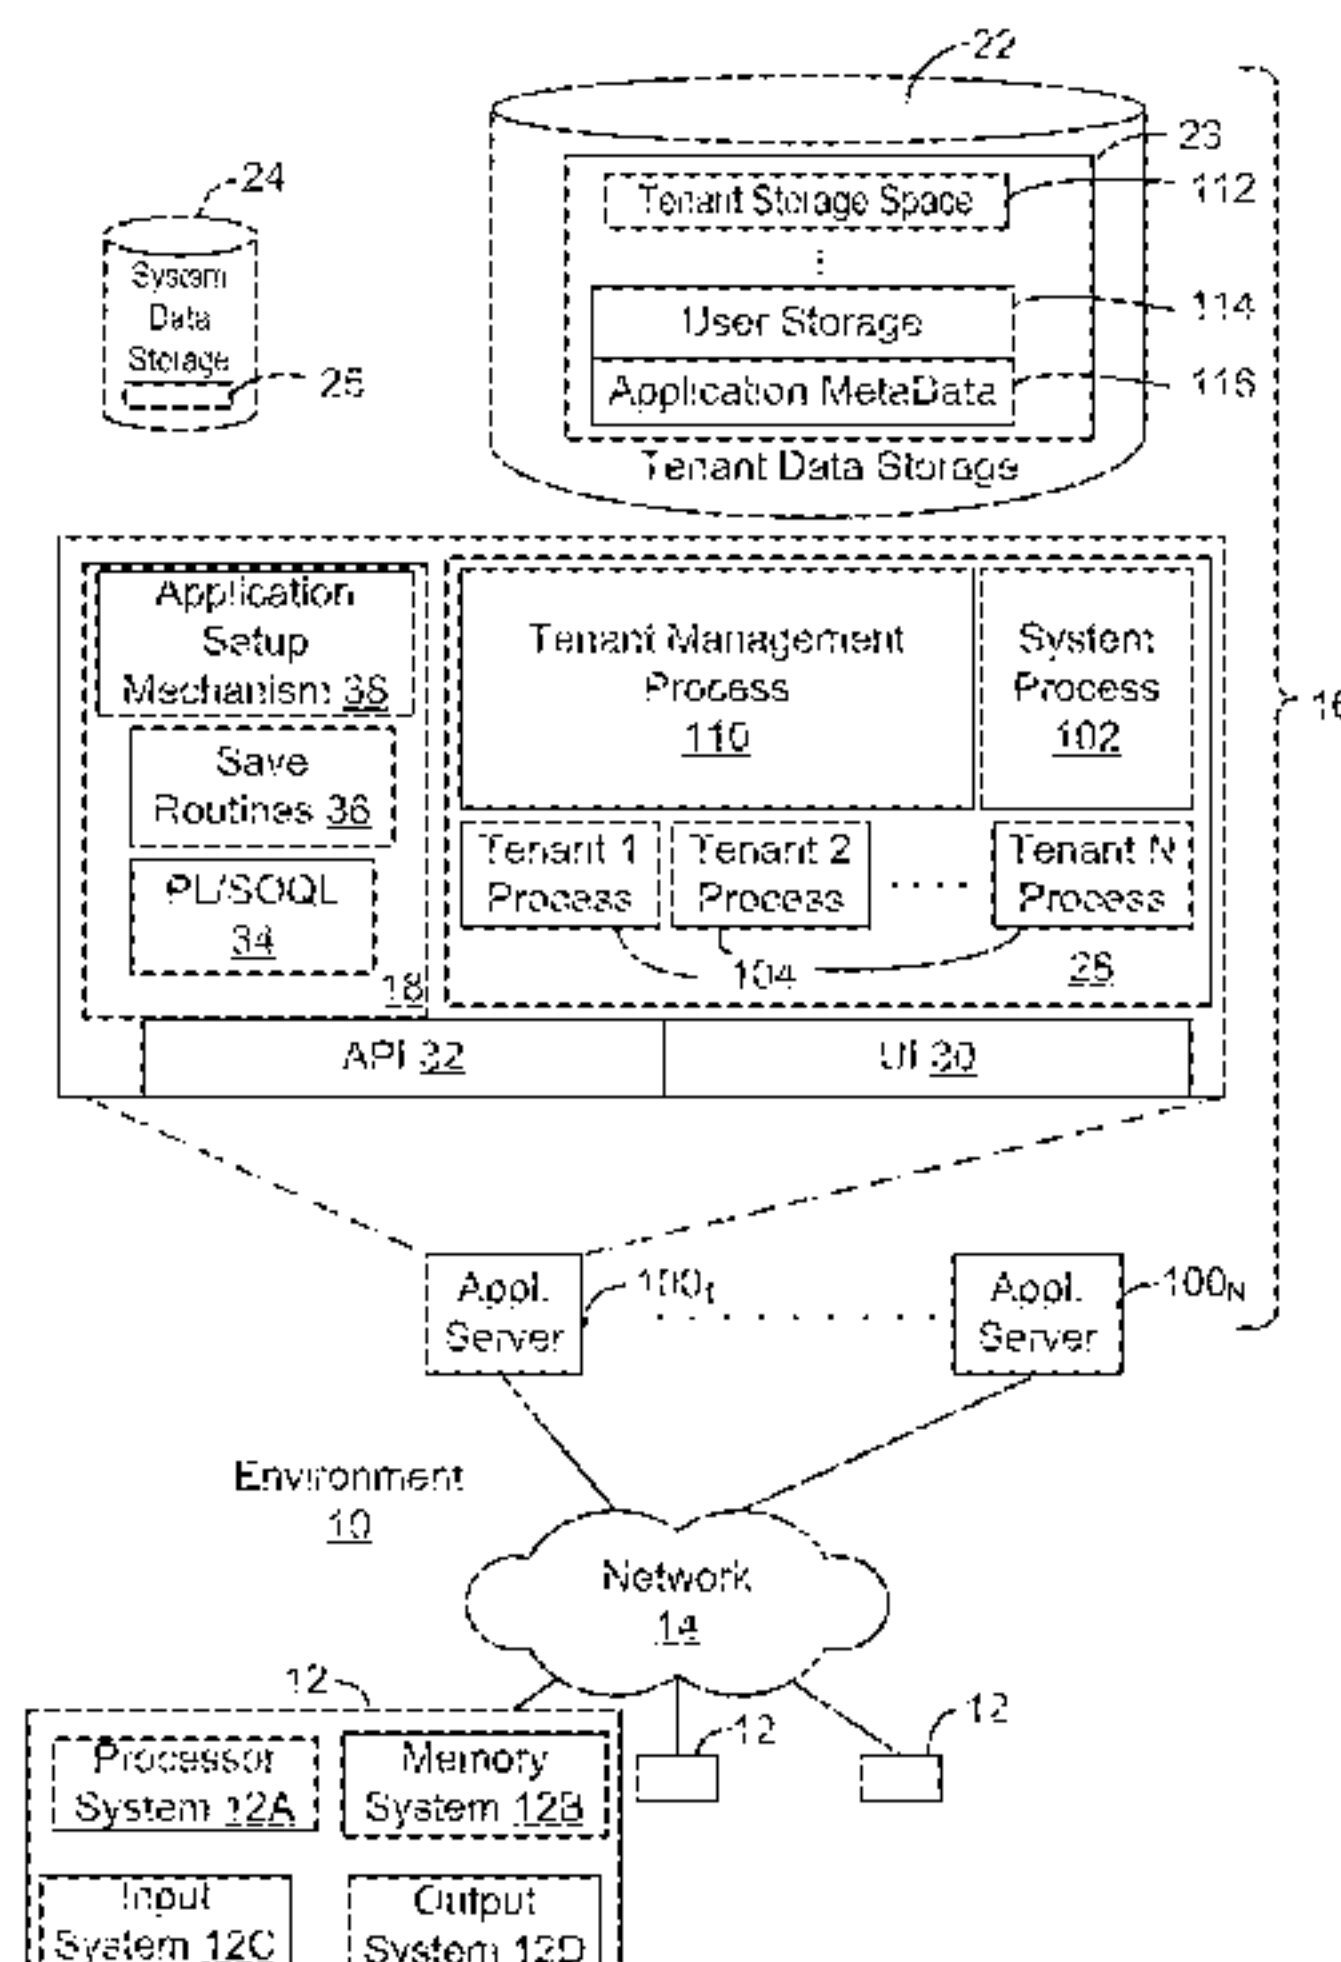 22
23
Tenant Storage Space
112
24
System
Data
Storage
25
User Storage
114
Application MetaData
116
Tenant Data Storage
Application
Setup
Mechanism 38
Tenant Management
Process
110
System
Process
102
16
Save
Routines 36
Tenant 1
Process
Tenant 2
Process
Tenant N
Process
PL/SOQL
34
104
28
18
API 32
UI 30
Appl.
Server
100₁
Appl.
Server
100N
Environment
10
Network
14
12
12
12
Processor
System 12A
Memory
System 12B
Input
System 12C
Output
System 12D